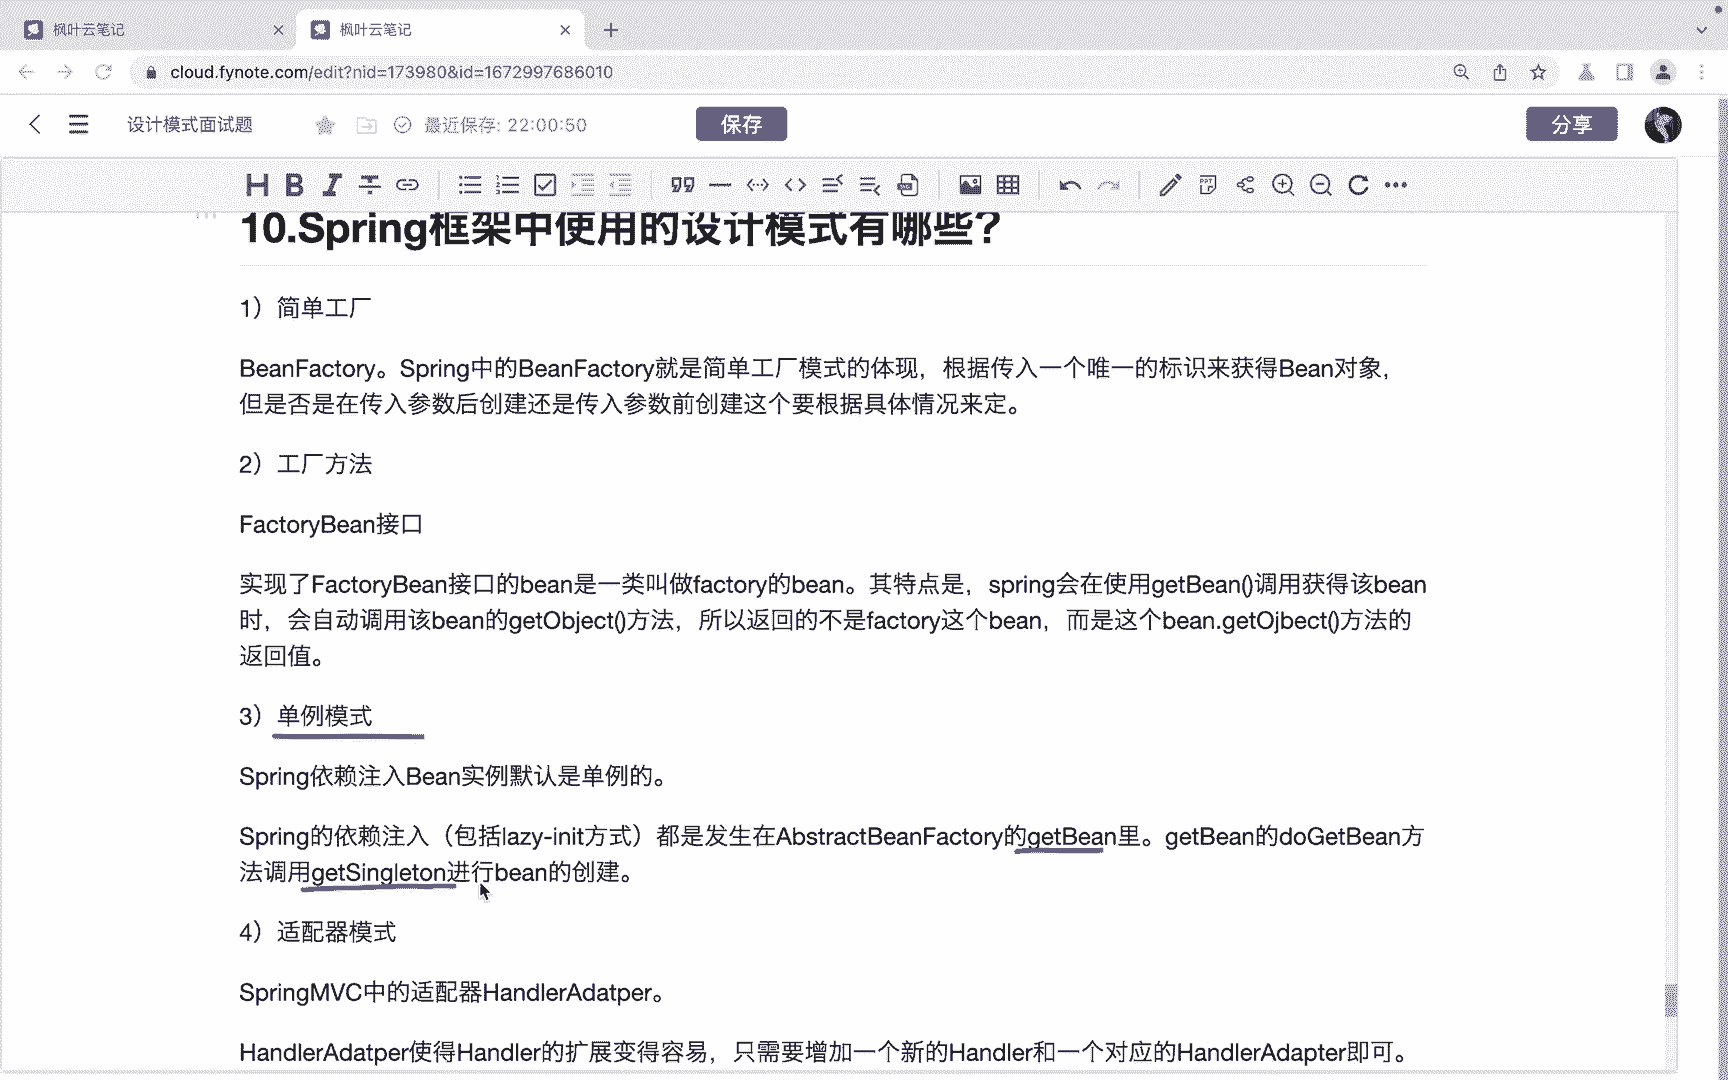 枫叶云笔记
枫叶云笔记
cloud.fynote.com/edit?nid=173980&id=1672997686010
设计模式面试题
最近保存: 22:00:50
保存
分享
10.Spring框架中使用的设计模式有哪些?
1）简单工厂
BeanFactory。Spring中的BeanFactory就是简单工厂模式的体现，根据传入一个唯一的标识来获得Bean对象，
但是否是在传入参数后创建还是传入参数前创建这个要根据具体情况来定。
2）工厂方法
FactoryBean接口
实现了FactoryBean接口的bean是一类叫做factory的bean。其特点是，spring会在使用getBean()调用获得该bean
时，会自动调用该bean的getObject()方法，所以返回的不是factory这个bean，而是这个bean.getOjbect()方法的
返回值。
3）单例模式
Spring依赖注入Bean实例默认是单例的。
Spring的依赖注入（包括lazy-init方式）都是发生在AbstractBeanFactory的getBean里。getBean的doGetBean方
法调用getSingleton进行bean的创建。
4）适配器模式
SpringMVC中的适配器HandlerAdatper。
HandlerAdatper使得Handler的扩展变得容易，只需要增加一个新的Handler和一个对应的HandlerAdapter即可。